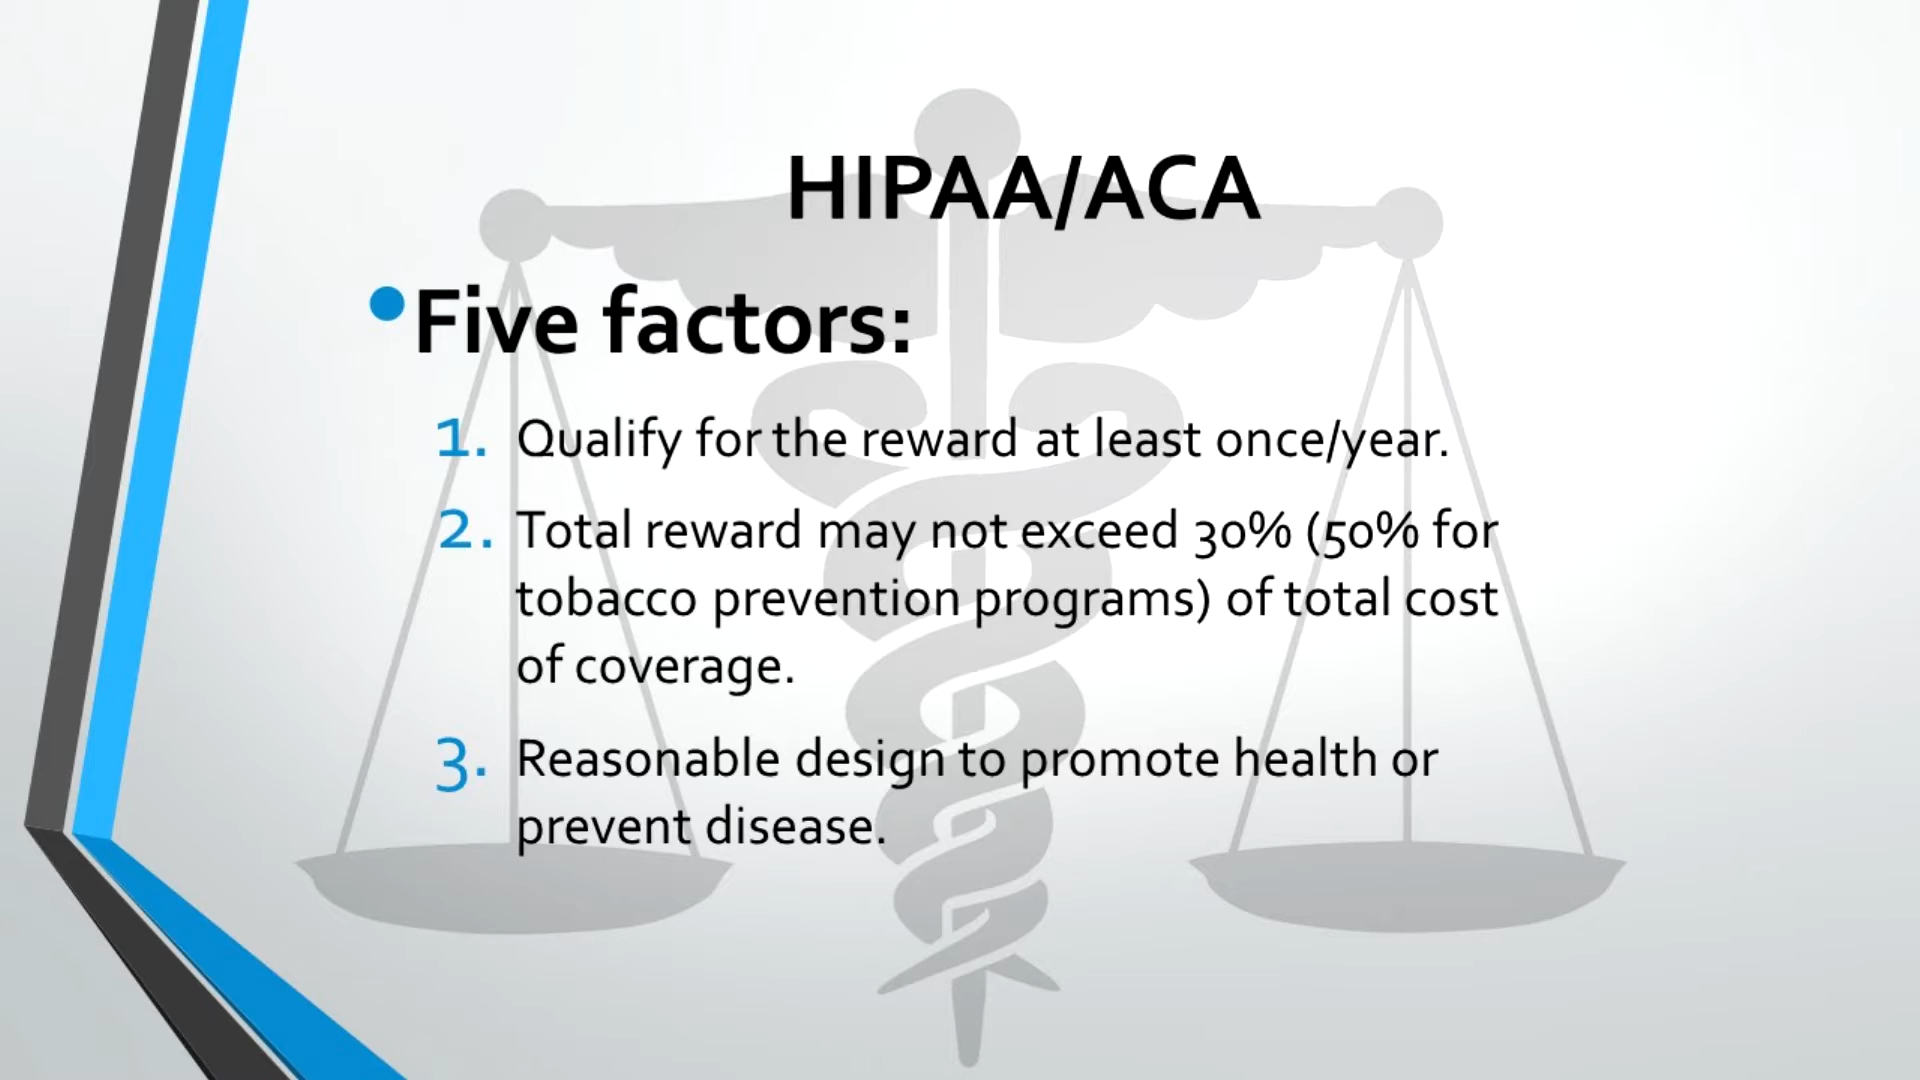 HIPAA/ACA
• Five factors:
1. Qualify for the reward at least once/year.
2. Total reward may not exceed 30% (50% for
tobacco prevention programs) of total cost
of coverage.
3. Reasonable design to promote health or
prevent disease.